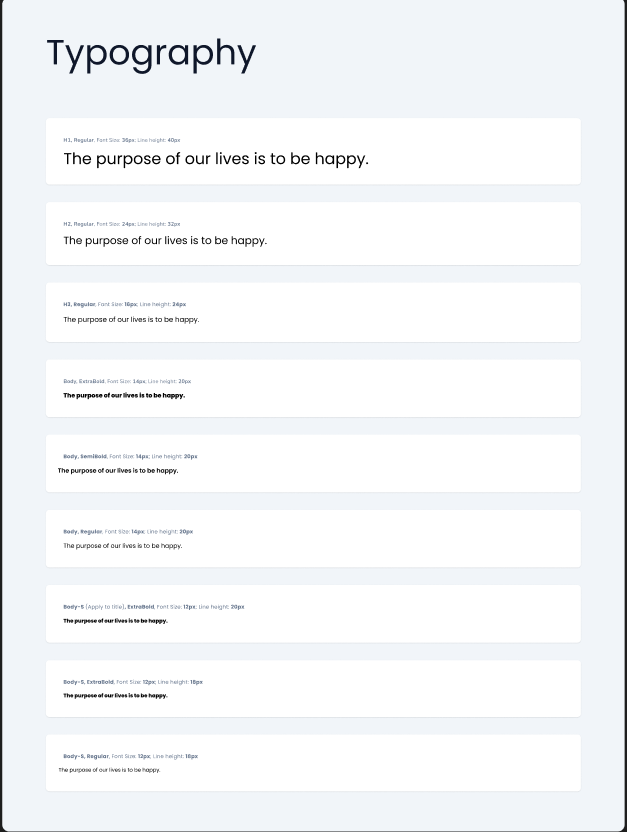 Typography
H1, Regular, Font Size: 36px; Line height: 40px
The purpose of our lives is to be happy.
H2, Regular, Font Size: 24px; Line height: 32px
The purpose of our lives is to be happy.
H3, Regular, Font Size: 16px; Line height: 24px
The purpose of our lives is to be happy.
Body, ExtraBold, Font Size: 14px; Line height: 20px
The purpose of our lives is to be happy.
Body, SemiBold, Font Size: 14px; Line height: 20px
The purpose of our lives is to be happy.
Body, Regular, Font Size: 14px; Line height: 20px
The purpose of our lives is to be happy.
Body-S (Apply to title), ExtraBold, Font Size: 12px; Line height: 20px
The purpose of our lives is to be happy.
Body-S, ExtraBold, Font Size: 12px; Line height: 16px
The purpose of our lives is to be happy.
Body-S, Regular, Font Size: 12px; Line height: 16px
The purpose of our lives is to be happy.